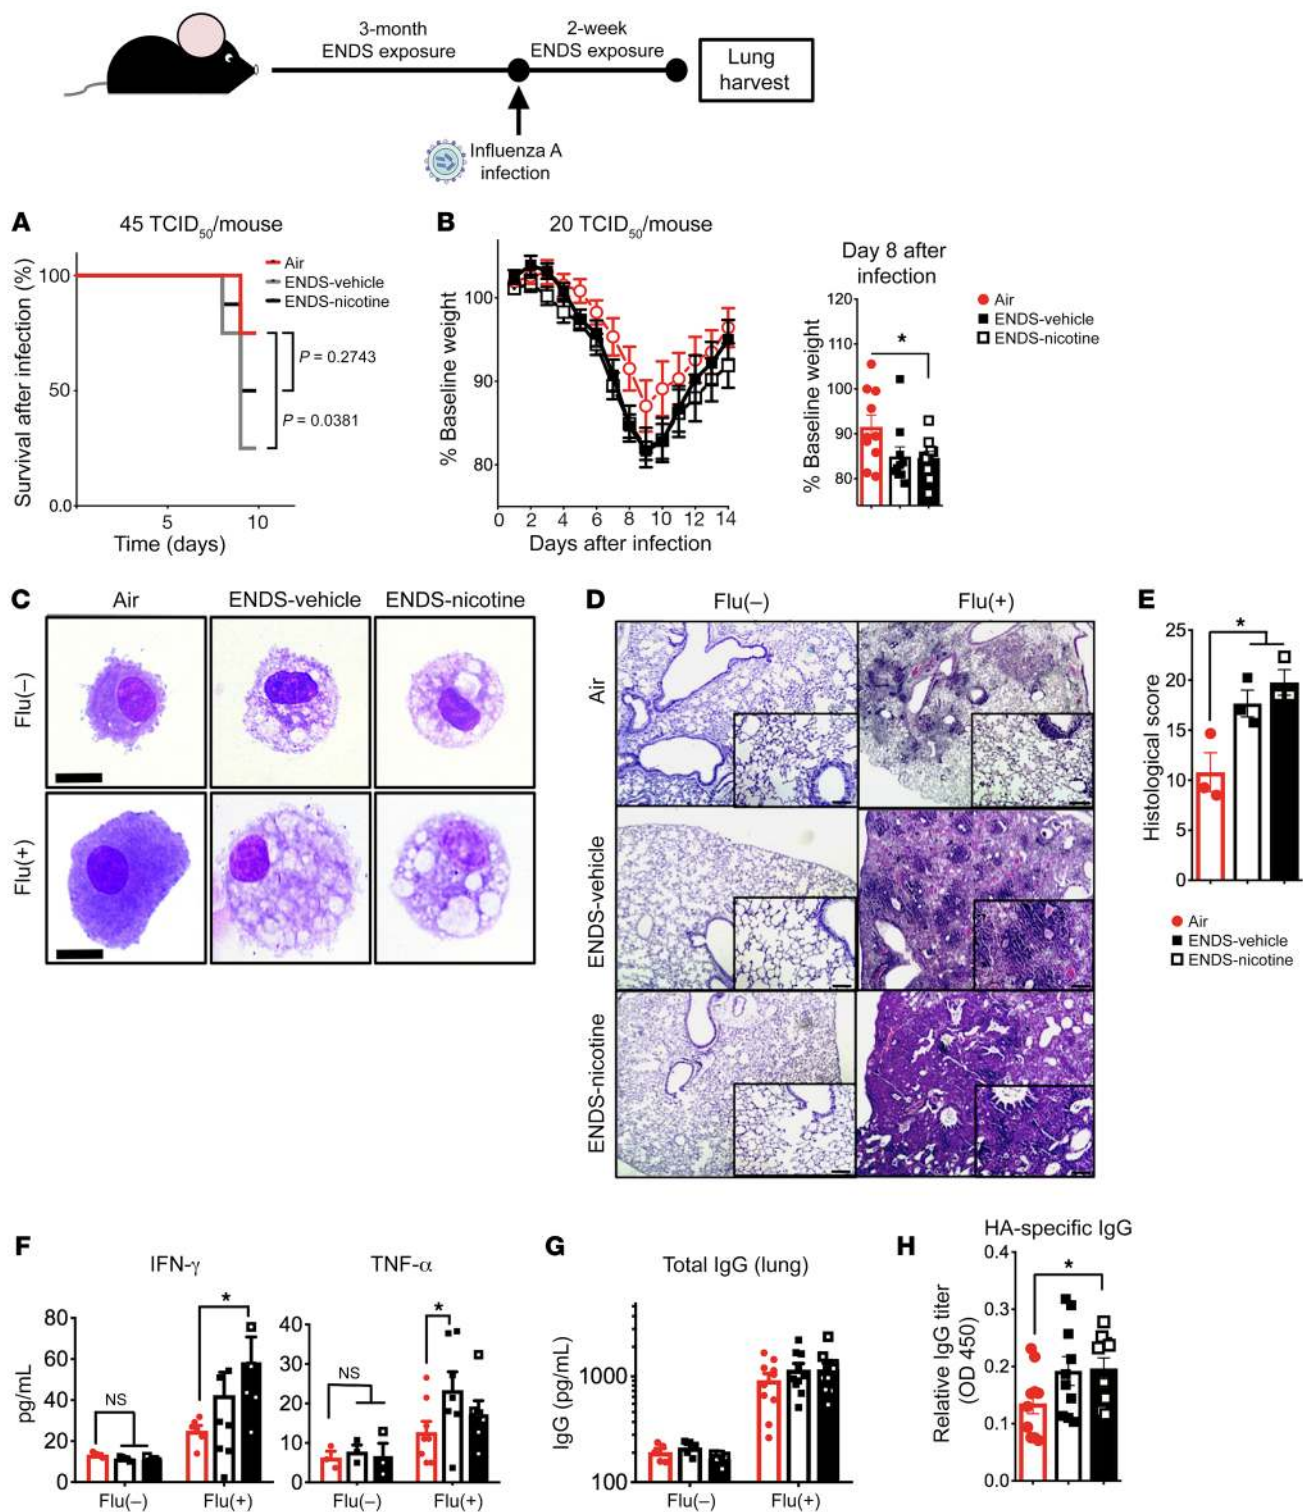 3-month
ENDS exposure
2-week
ENDS exposure
Lung
harvest
Influenza A
infection
A
45 TCID50/mouse
Survival after infection (%)
100
50
0.0
5
10
Time (days)
Air
ENDS-vehicle
ENDS-nicotine
P = 0.2743
P = 0.0381
B
20 TCID50/mouse
% Baseline weight
100
90
80
0
2
4
6
8
10
12
14
Days after infection
Day 8 after
infection
% Baseline weight
120
110
100
90
80
*
Air
ENDS-vehicle
ENDS-nicotine
C
Air
ENDS-vehicle
ENDS-nicotine
Flu(–)
Flu(+)
D
Flu(–)
Flu(+)
Air
ENDS-vehicle
ENDS-nicotine
E
Histological score
25
20
15
10
5
0
*
Air
ENDS-vehicle
ENDS-nicotine
F
IFN-γ
pg/mL
80
60
40
20
0
NS
*
Flu(–)
Flu(+)
TNF-α
40
30
20
10
0
NS
*
Flu(–)
Flu(+)
G
Total IgG (lung)
IgG (pg/mL)
1000
100
Flu(–)
Flu(+)
H
HA-specific IgG
Relative IgG titer
(OD 450)
0.4
0.3
0.2
0.1
0.0
*